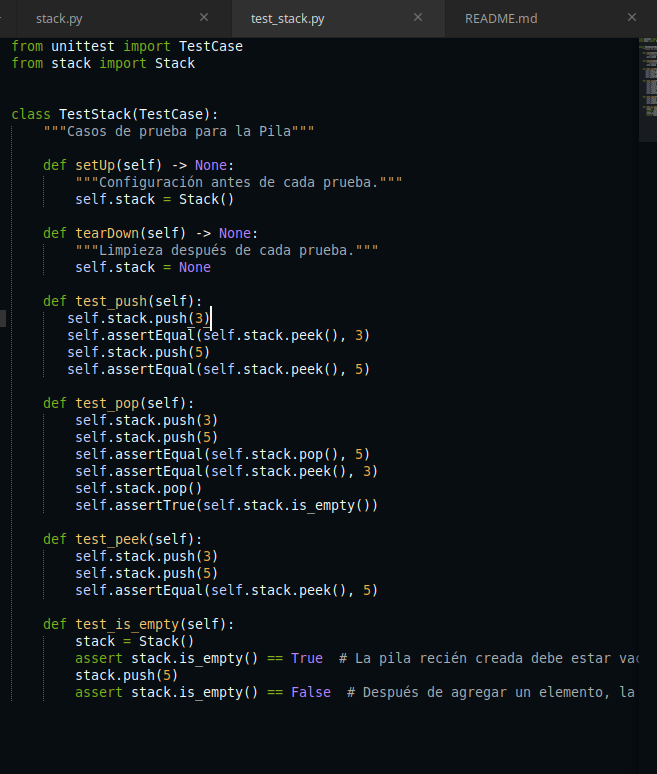 stack.py × test_stack.py × README.md ×
from unittest import TestCase
from stack import Stack
class TestStack(TestCase):
    """Casos de prueba para la Pila"""
    def setUp(self) -> None:
        """Configuración antes de cada prueba."""
        self.stack = Stack()
    def tearDown(self) -> None:
        """Limpieza después de cada prueba."""
        self.stack = None
    def test_push(self):
       self.stack.push(3)
        self.assertEqual(self.stack.peek(), 3)
        self.stack.push(5)
        self.assertEqual(self.stack.peek(), 5)
    def test_pop(self):
        self.stack.push(3)
        self.stack.push(5)
        self.assertEqual(self.stack.pop(), 5)
        self.assertEqual(self.stack.peek(), 3)
        self.stack.pop()
        self.assertTrue(self.stack.is_empty())
    def test_peek(self):
        self.stack.push(3)
        self.stack.push(5)
        self.assertEqual(self.stack.peek(), 5)
    def test_is_empty(self):
        stack = Stack()
        assert stack.is_empty() == True  # La pila recién creada debe estar vac
        stack.push(5)
        assert stack.is_empty() == False  # Después de agregar un elemento, la